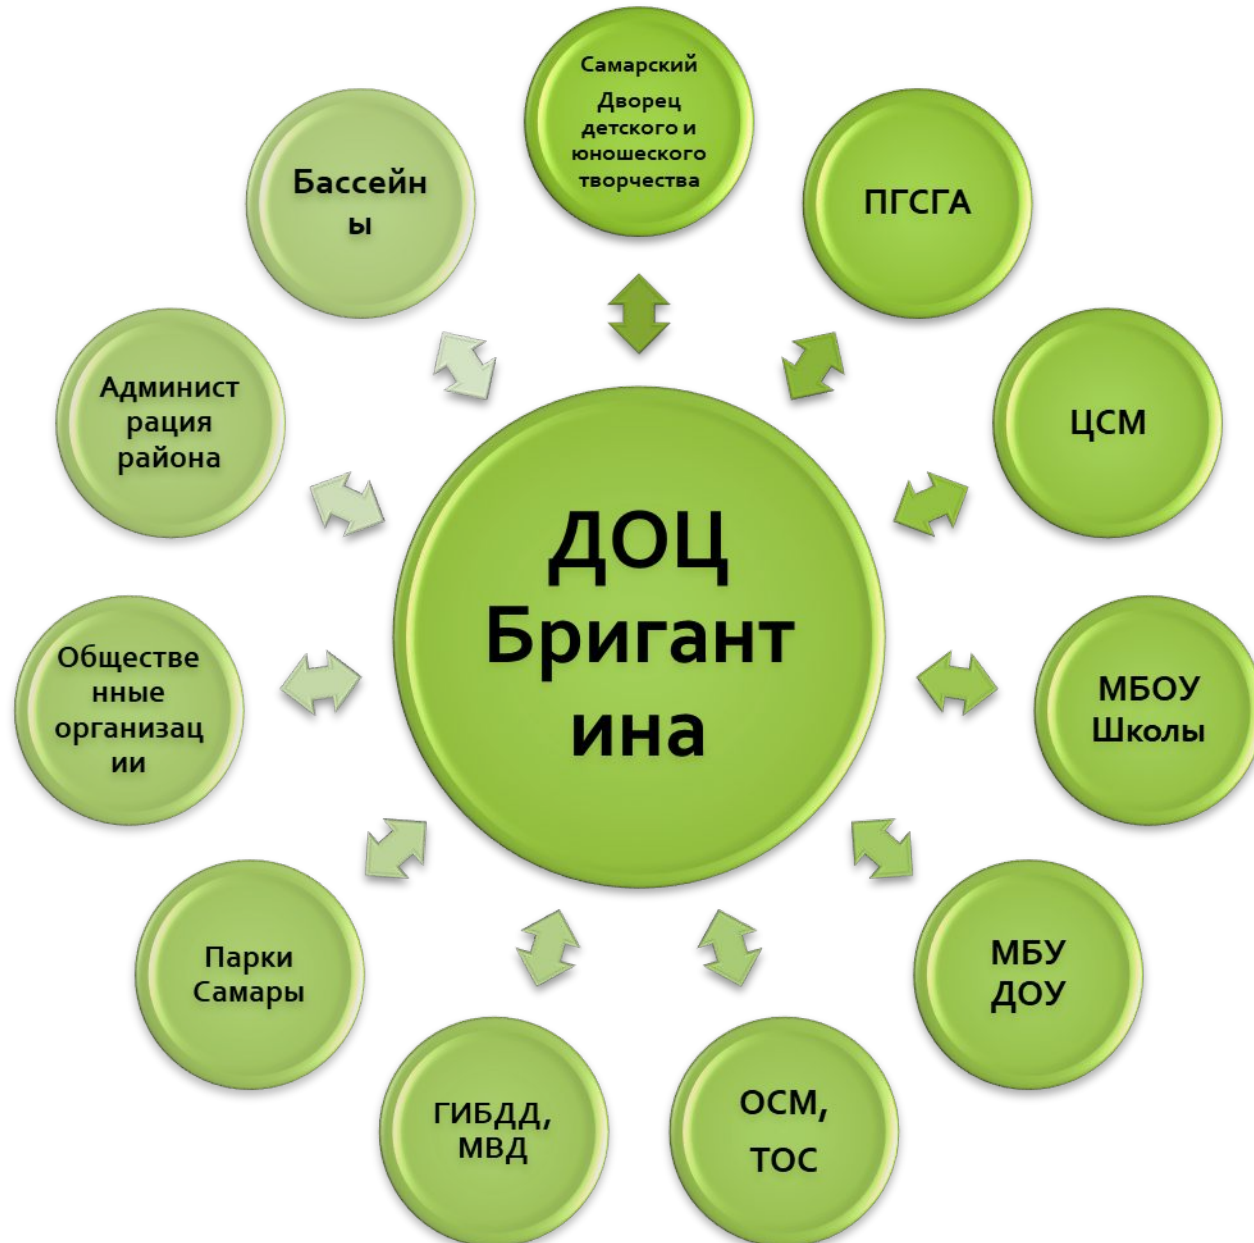 Самарский
Дворец
детского и
юношеского
творчества
ПГСГА
ЦСМ
МБОУ
Школы
МБУ
ДОУ
ОСМ,
ТОС
ГИБДД,
МВД
Парки
Самары
Обществе
нные
организац
ии
Админист
рация
района
Бассейн
ы
ДОЦ
Бригант
ина